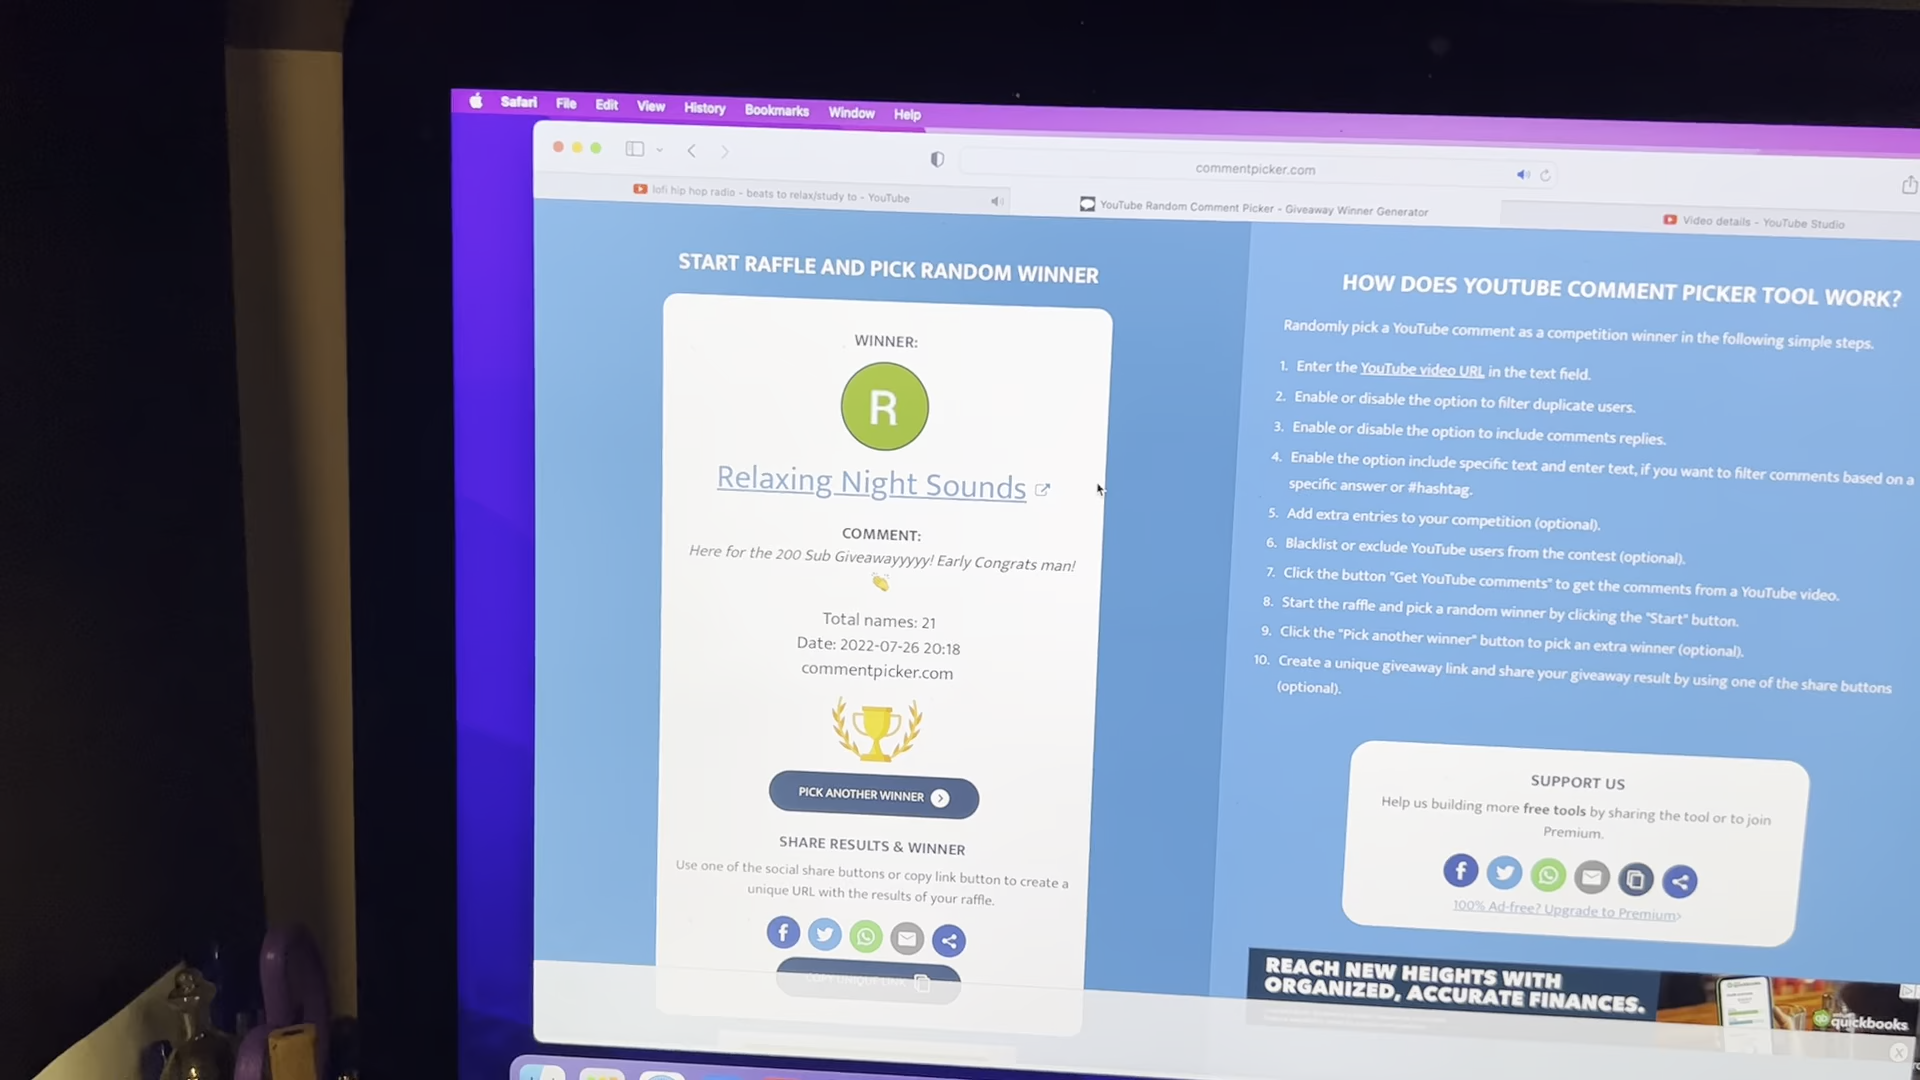 Safari File Edit View History Bookmarks Window Help
commentpicker.com
lofi hip hop radio - beats to relax/study to - YouTube
YouTube Random Comment Picker - Giveaway Winner Generator
Video details - YouTube Studio
START RAFFLE AND PICK RANDOM WINNER
WINNER:
R
Relaxing Night Sounds
COMMENT:
Here for the 200 Sub Giveawayyyyy! Early Congrats man!
Total names: 21
Date: 2022-07-26 20:18
commentpicker.com
PICK ANOTHER WINNER
SHARE RESULTS & WINNER
Use one of the social share buttons or copy link button to create a
unique URL with the results of your raffle.
COPY UNIQUE LINK
HOW DOES YOUTUBE COMMENT PICKER TOOL WORK?
Randomly pick a YouTube comment as a competition winner in the following simple steps.
1. Enter the YouTube video URL in the text field.
2. Enable or disable the option to filter duplicate users.
3. Enable or disable the option to include comments replies.
4. Enable the option include specific text and enter text, if you want to filter comments based on a
specific answer or #hashtag.
5. Add extra entries to your competition (optional).
6. Blacklist or exclude YouTube users from the contest (optional).
7. Click the button "Get YouTube comments" to get the comments from a YouTube video.
8. Start the raffle and pick a random winner by clicking the "Start" button.
9. Click the "Pick another winner" button to pick an extra winner (optional).
10. Create a unique giveaway link and share your giveaway result by using one of the share buttons
(optional).
SUPPORT US
Help us building more free tools by sharing the tool or to join
Premium.
100% Ad-free? Upgrade to Premium>
REACH NEW HEIGHTS WITH
ORGANIZED, ACCURATE FINANCES.
quickbooks